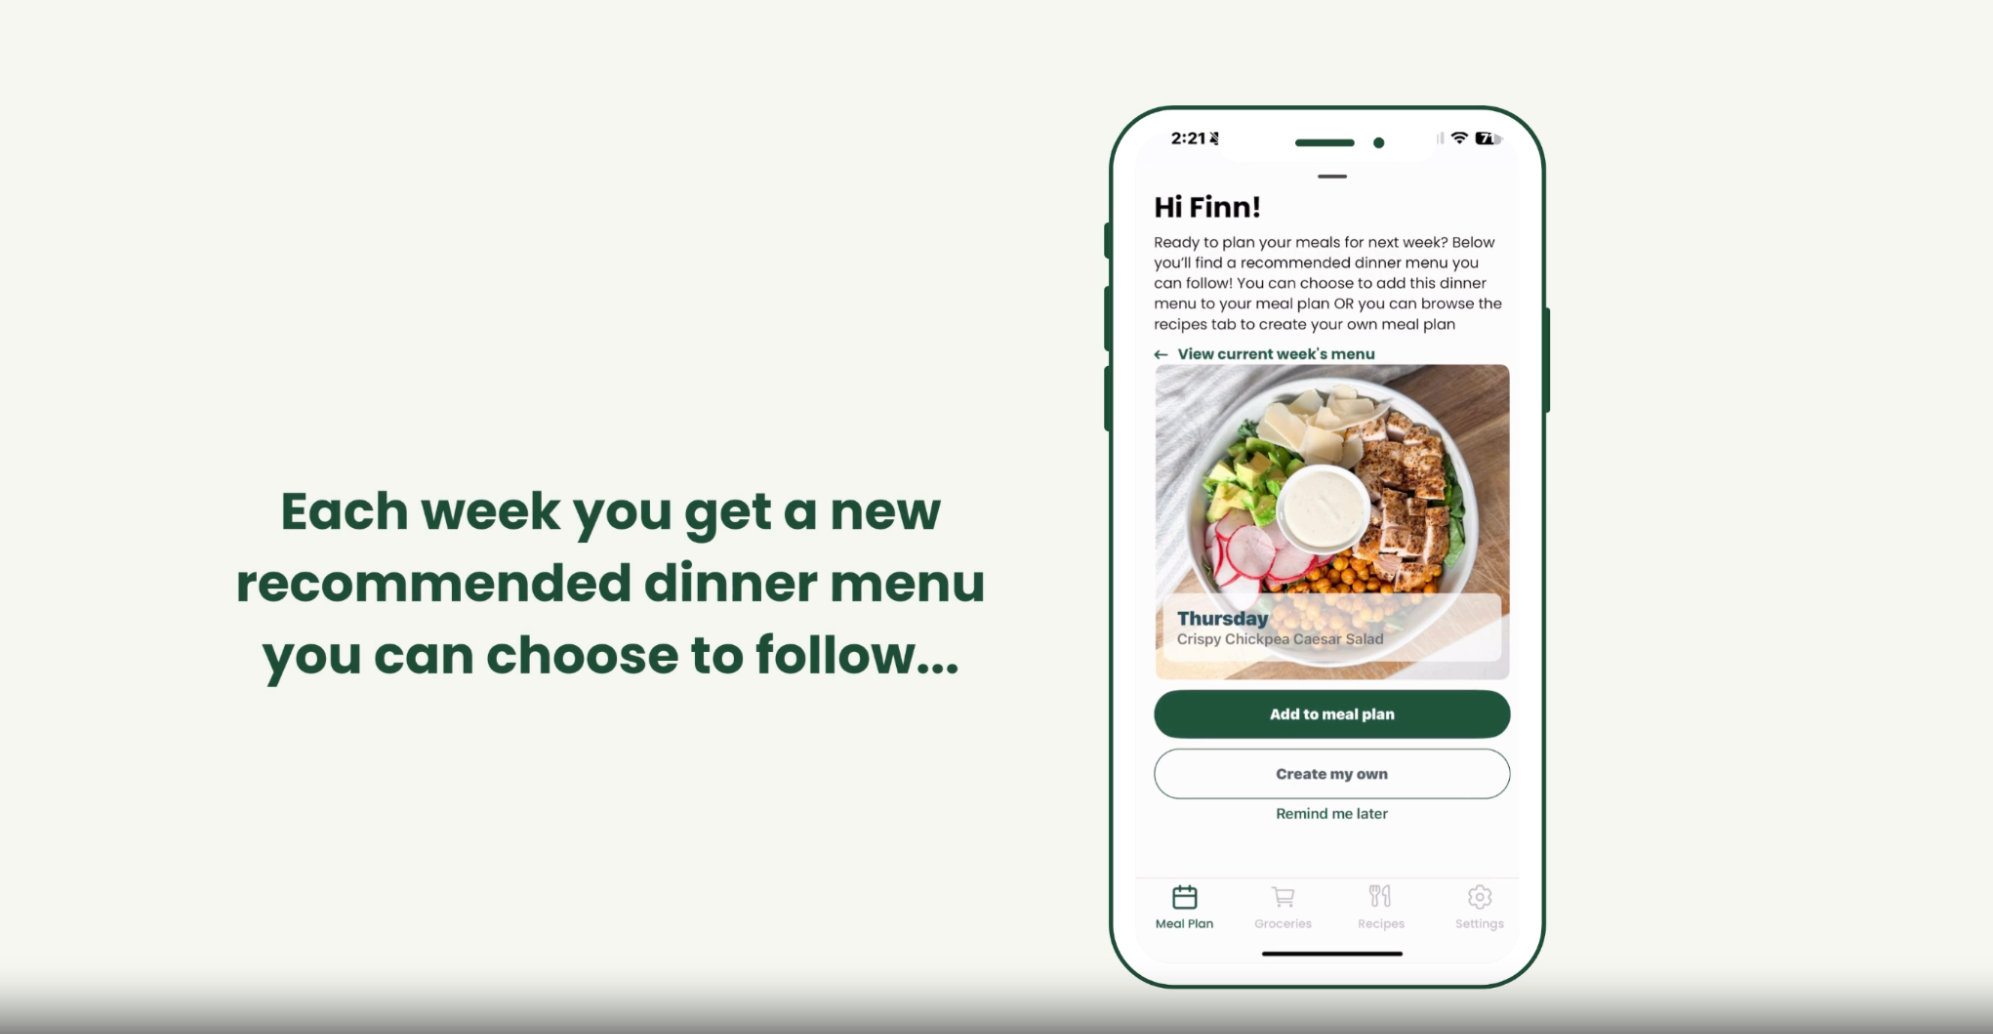 Each week you get a new
recommended dinner menu
you can choose to follow...
2:21
71
Hi Finn!
Ready to plan your meals for next week? Below
you'll find a recommended dinner menu you
can follow! You can choose to add this dinner
menu to your meal plan OR you can browse the
recipes tab to create your own meal plan
← View current week's menu
Thursday
Crispy Chickpea Caesar Salad
Add to meal plan
Create my own
Remind me later
Meal Plan
Groceries
Recipes
Settings